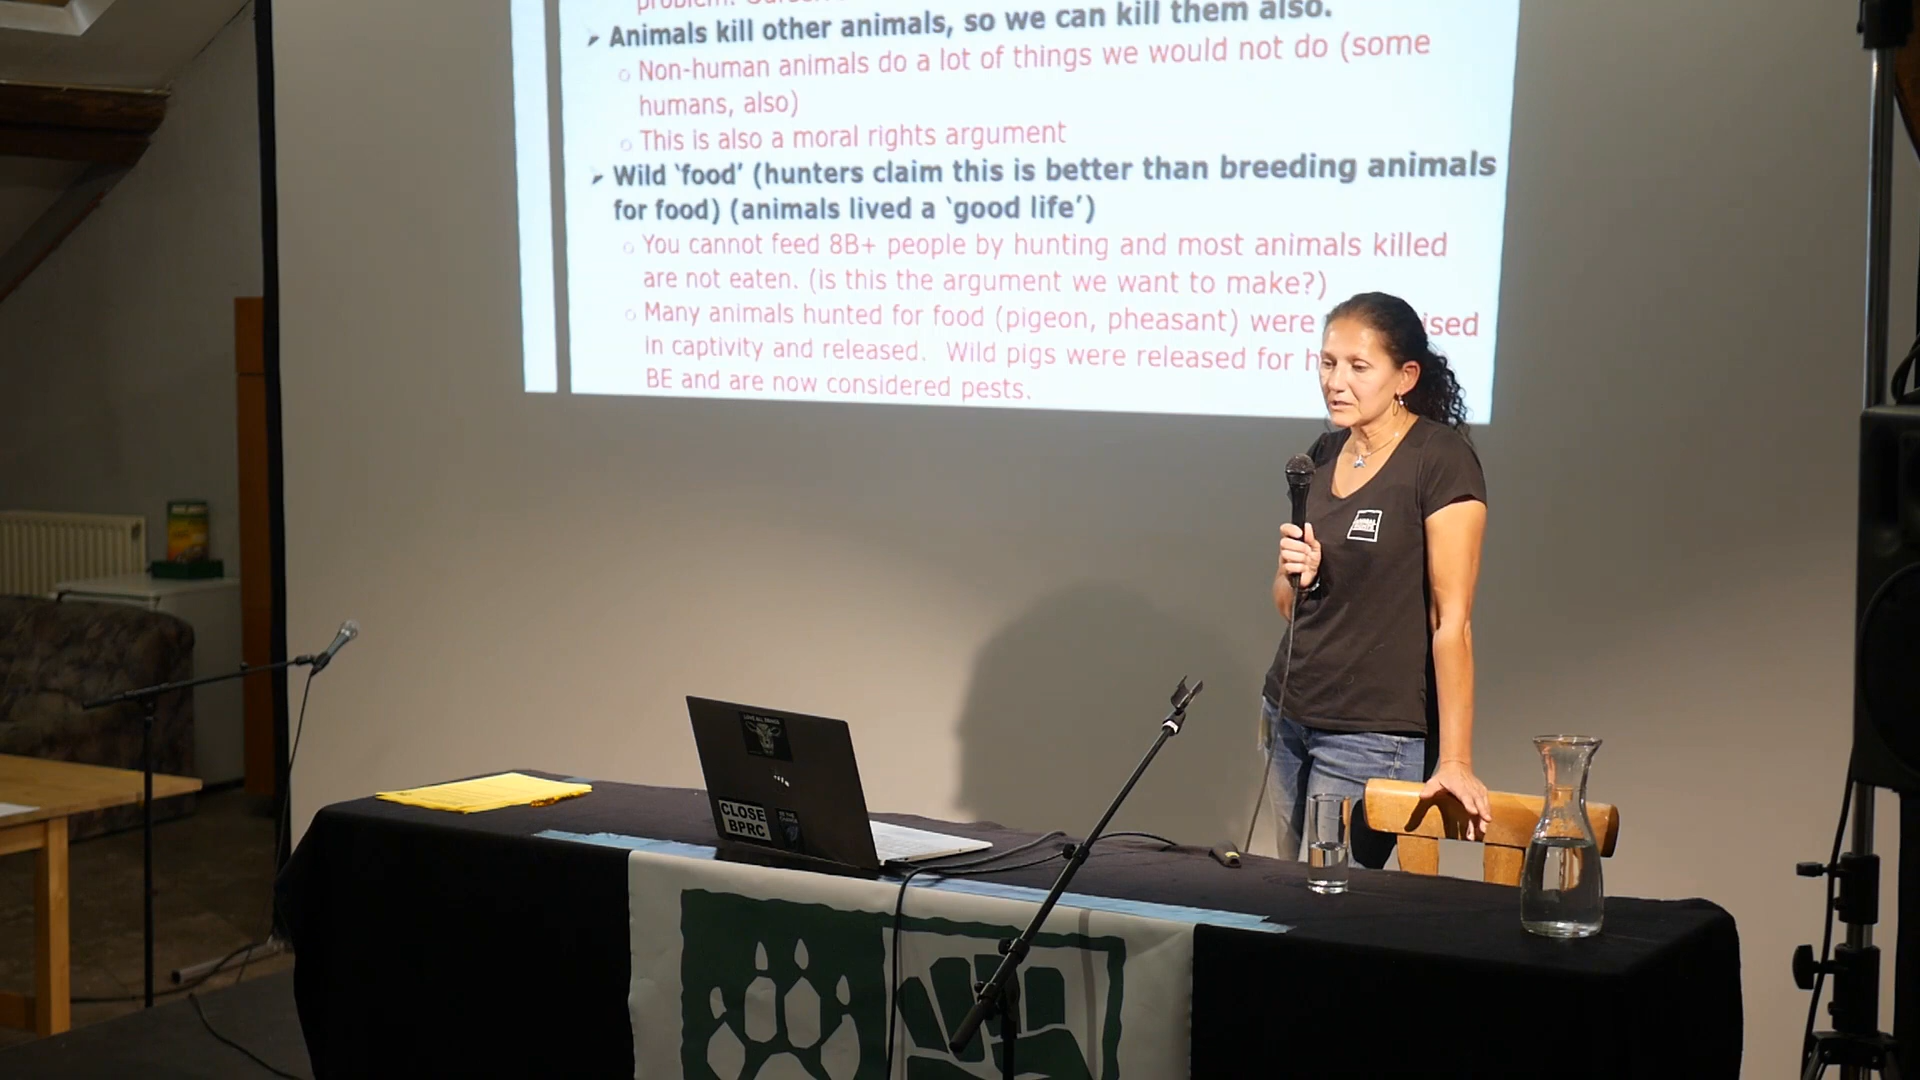 Animals kill other animals, so we can kill them also.
Non-human animals do a lot of things we would not do (some
humans, also)
This is also a moral rights argument
Wild ‘food’ (hunters claim this is better than breeding animals
for food) (animals lived a ‘good life’)
You cannot feed 8B+ people by hunting and most animals killed
are not eaten. (is this the argument we want to make?)
Many animals hunted for food (pigeon, pheasant) were
in captivity and released. Wild pigs were released for
BE and are now considered pests.
CLOSE
BPRC